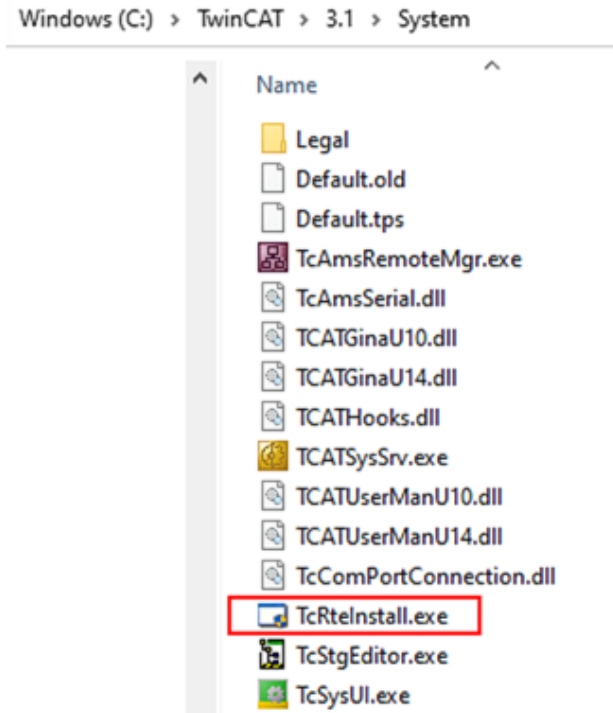 Windows (C:) > TwinCAT > 3.1 > System
Name
Legal
Default.old
Default.tps
TcAmsRemoteMgr.exe
TcAmsSerial.dll
TCATGinaU10.dll
TCATGinaU14.dll
TCATHooks.dll
TCATSysSrv.exe
TCATUserManU10.dll
TCATUserManU14.dll
TcComPortConnection.dll
TcRteInstall.exe
TcStgEditor.exe
TcSysUI.exe